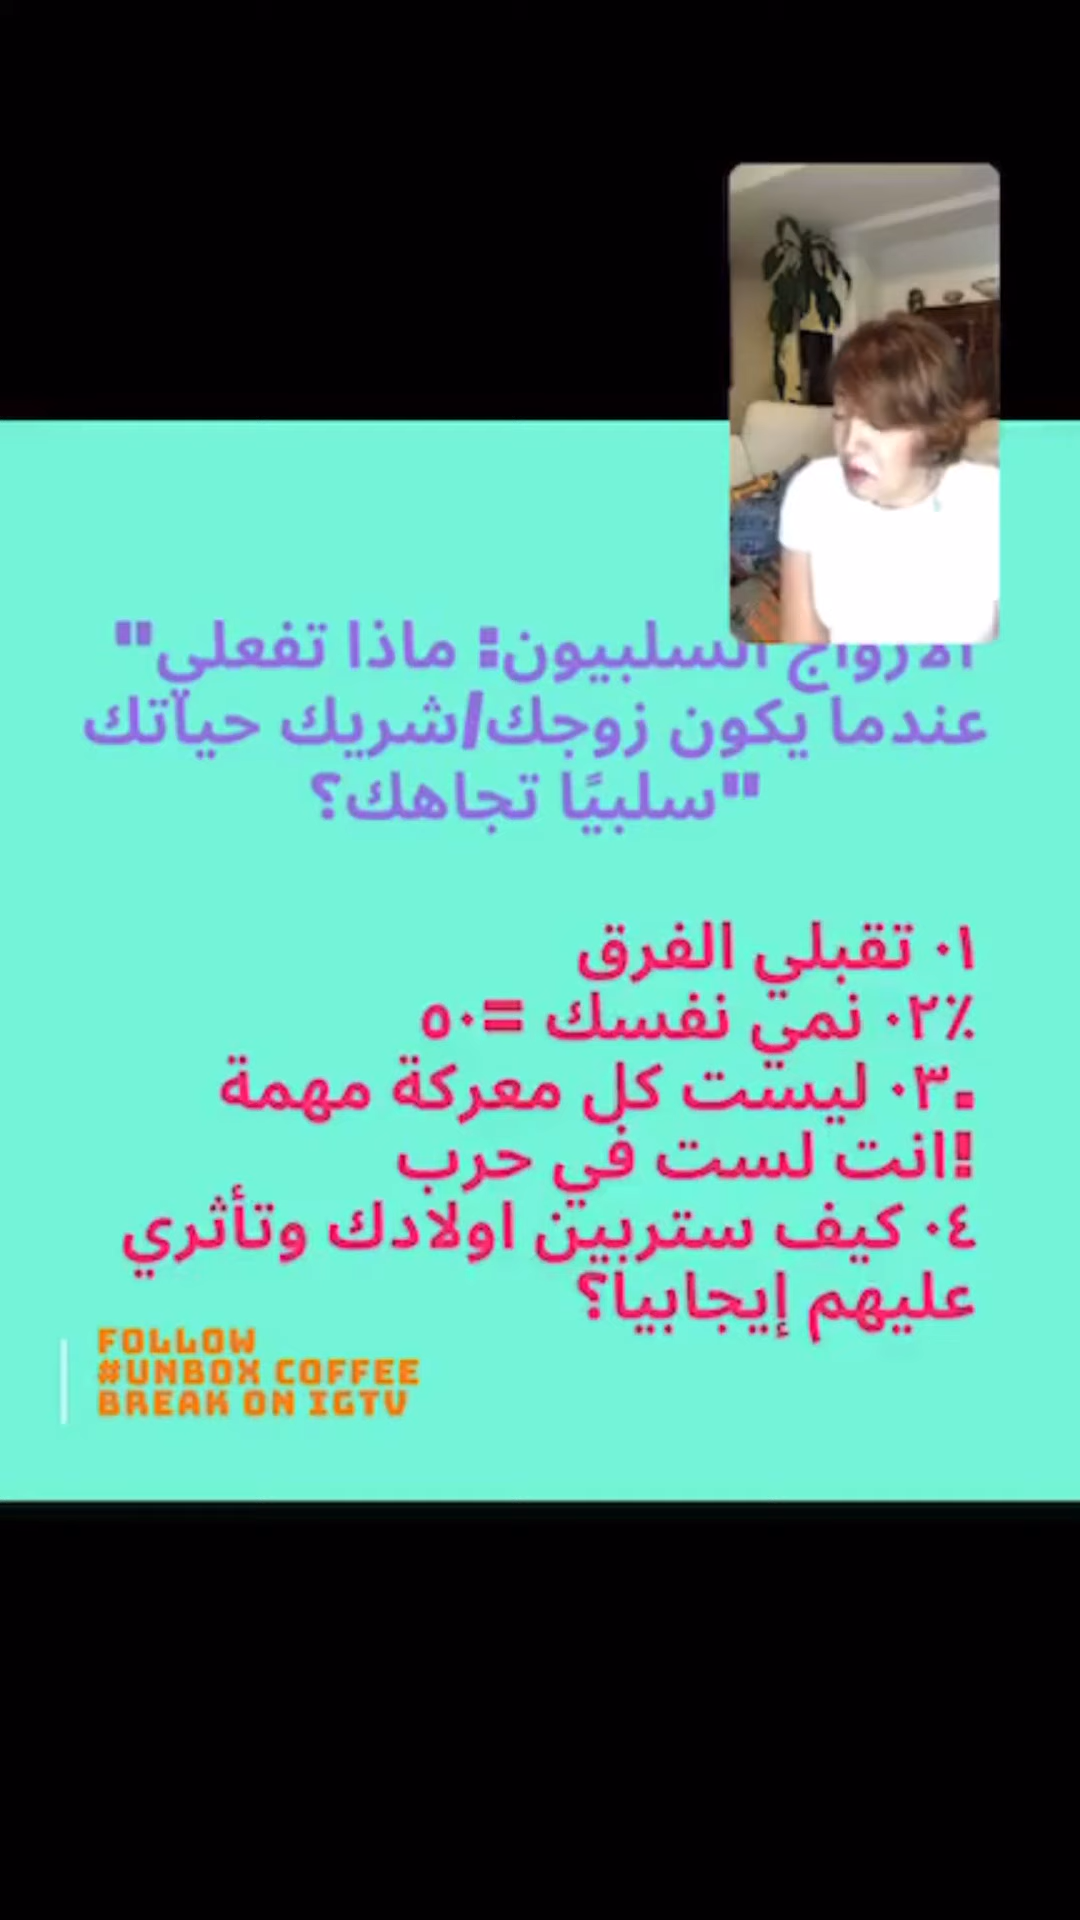 "الأزواج السلبيون: ماذا تفعلي
عندما يكون زوجك/شريك حياتك
سلبيًا تجاهك؟"
٠١ تقبلي الفرق
٠٢ نمي نفسك =٥٠٪
٠٣ ليست كل معركة مهمة.
انت لست في حرب!
٠٤ كيف ستربين اولادك وتأثري
عليهم إيجابيا؟
FOLLOW
#UNBOX COFFEE
BREAK ON IGTV